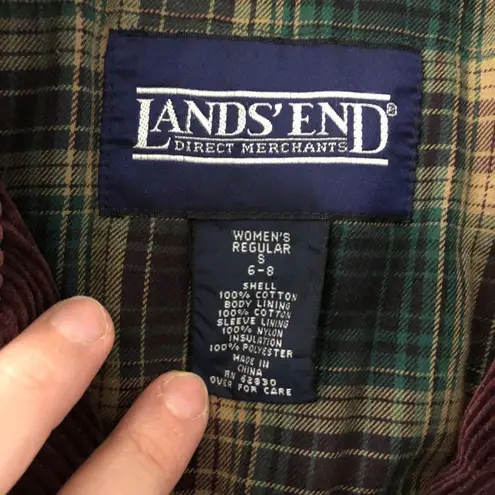 LANDS' END®
DIRECT MERCHANTS
WOMEN'S
REGULAR
S
6-8
SHELL
100% COTTON
BODY LINING
100% COTTON
SLEEVE LINING
100% NYLON
INSULATION
100% POLYESTER
MADE IN
CHINA
RN 62830
OVER FOR CARE